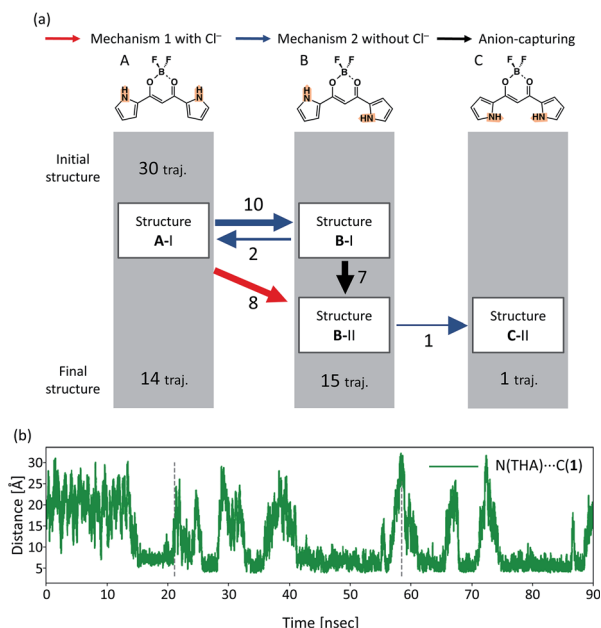 (a)
Mechanism 1 with Cl⁻ Mechanism 2 without Cl⁻ Anion-capturing
A B C
F F F F F F
B B B
O O O O O O
H N H N H N HN NH NH
Initial structure
30 traj.
10
Structure
A-I
Structure
B-I
2
7
8
Structure
B-II
1
Structure
C-II
Final structure
14 traj. 15 traj. 1 traj.
(b)
N(THA)···C(1)
Distance [Å]
30
25
20
15
10
5
0 10 20 30 40 50 60 70 80 90
Time [nsec]